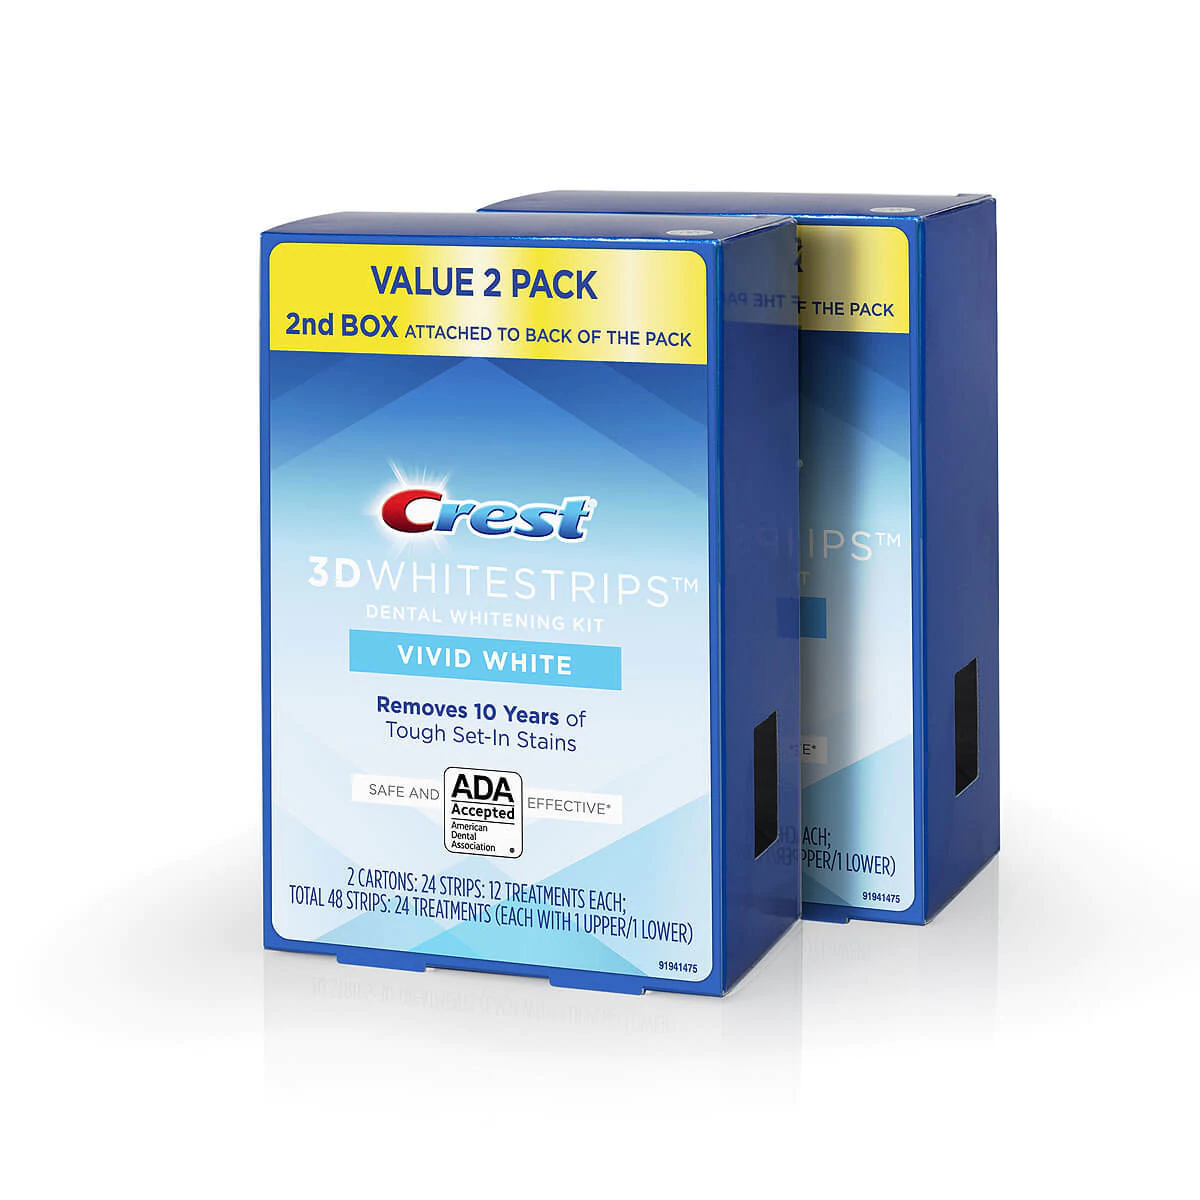 VALUE 2 PACK
2nd BOX ATTACHED TO BACK OF THE PACK
Crest
3DWHITESTRIPS™
DENTAL WHITENING KIT
VIVID WHITE
Removes 10 Years of
Tough Set-In Stains
SAFE AND
ADA
Accepted
American
Dental
Association
EFFECTIVE*
2 CARTONS: 24 STRIPS: 12 TREATMENTS EACH;
TOTAL 48 STRIPS: 24 TREATMENTS (EACH WITH 1 UPPER/1 LOWER)
91941475
THE PACK
IPS™
ACH;
PPER/1 LOWER)
91941475